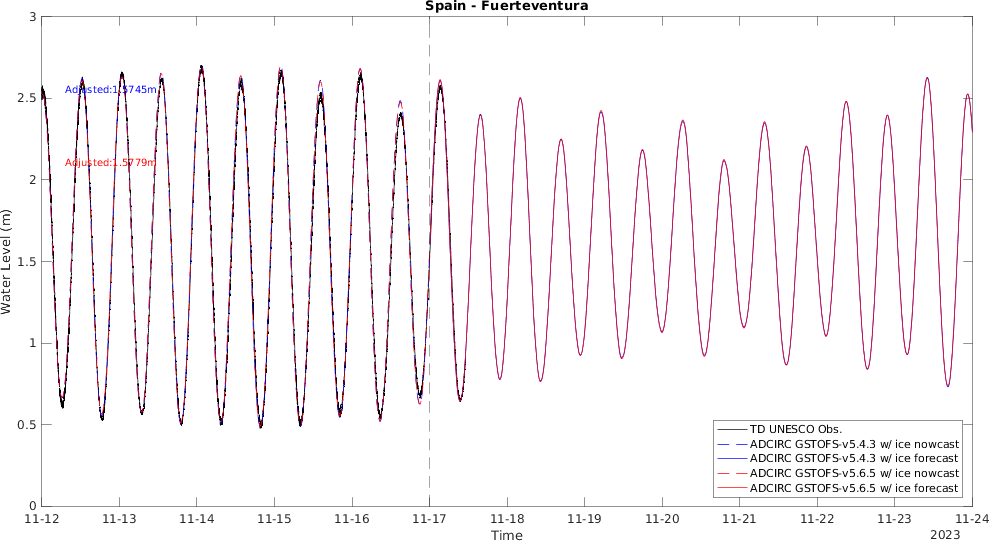 Spain - Fuerteventura
3
2.5
2
1.5
1
0.5
0
Water Level (m)
Adjusted:1.5745m
Adjusted:1.5779m
TD UNESCO Obs.
ADCIRC GSTOFS-v5.4.3 w/ ice nowcast
ADCIRC GSTOFS-v5.4.3 w/ ice forecast
ADCIRC GSTOFS-v5.6.5 w/ ice nowcast
ADCIRC GSTOFS-v5.6.5 w/ ice forecast
11-12 11-13 11-14 11-15 11-16 11-17 11-18 11-19 11-20 11-21 11-22 11-23 11-24
Time
2023